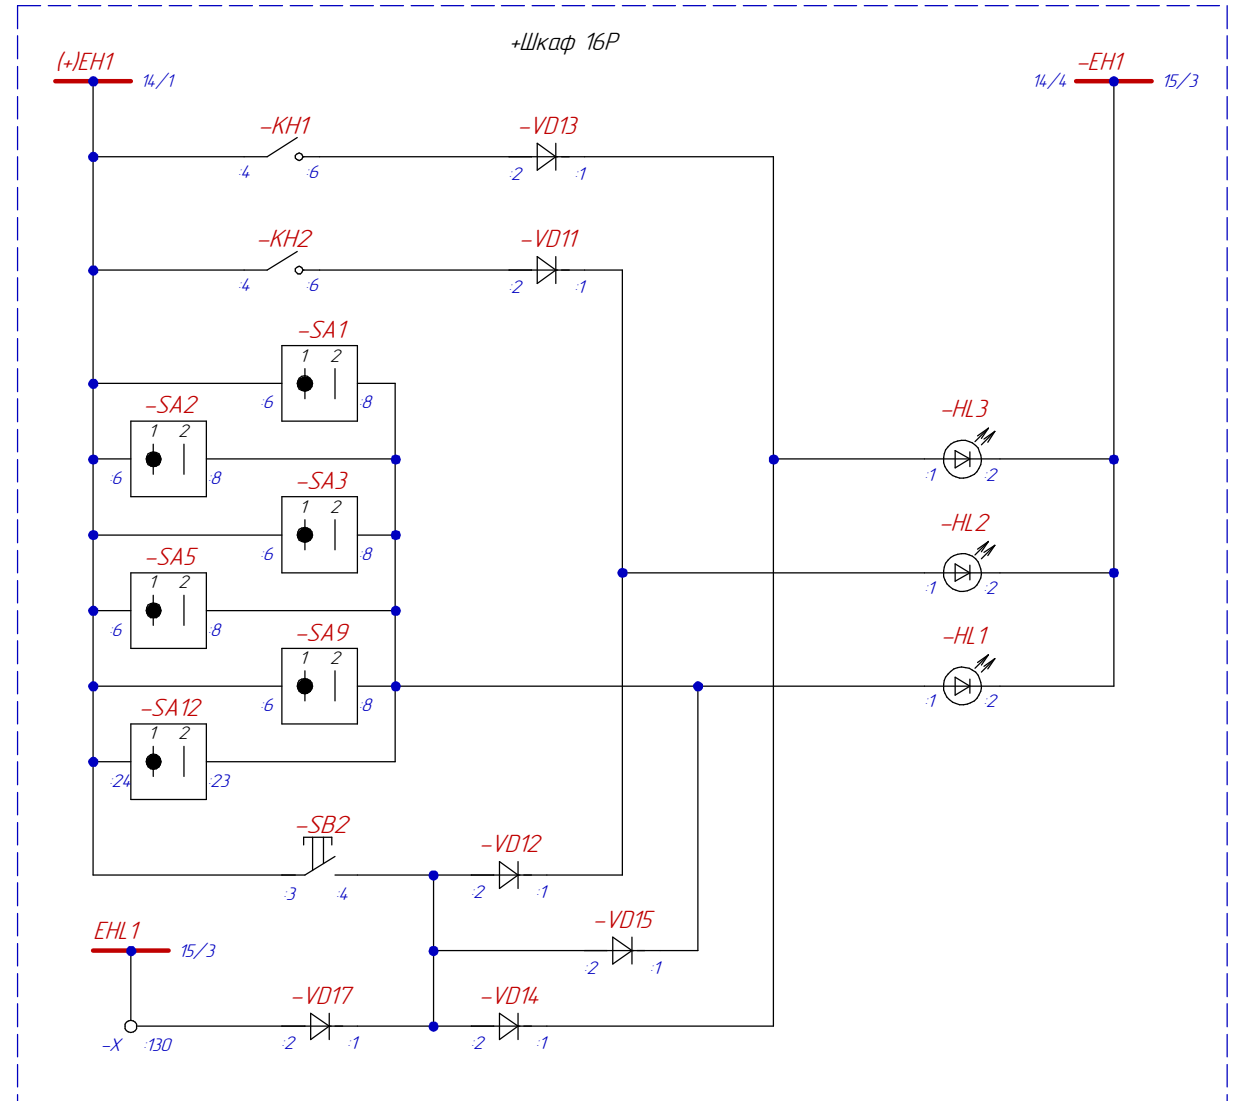 +Шкаф 16Р
(+)EH1
14/1
-EH1
14/4
15/3
-KH1
:4
:6
-VD13
:2
:1
-KH2
:4
:6
-VD11
:2
:1
-SA1
1 2
:6
:8
-SA2
1 2
:6
:8
-SA3
1 2
:6
:8
-SA5
1 2
:6
:8
-SA9
1 2
:6
:8
-SA12
1 2
:24
:23
-HL3
:1
:2
-HL2
:1
:2
-HL1
:1
:2
-SB2
:3
:4
-VD12
:2
:1
-VD15
:2
:1
EHL1
15/3
-X
:130
-VD17
:2
:1
-VD14
:2
:1